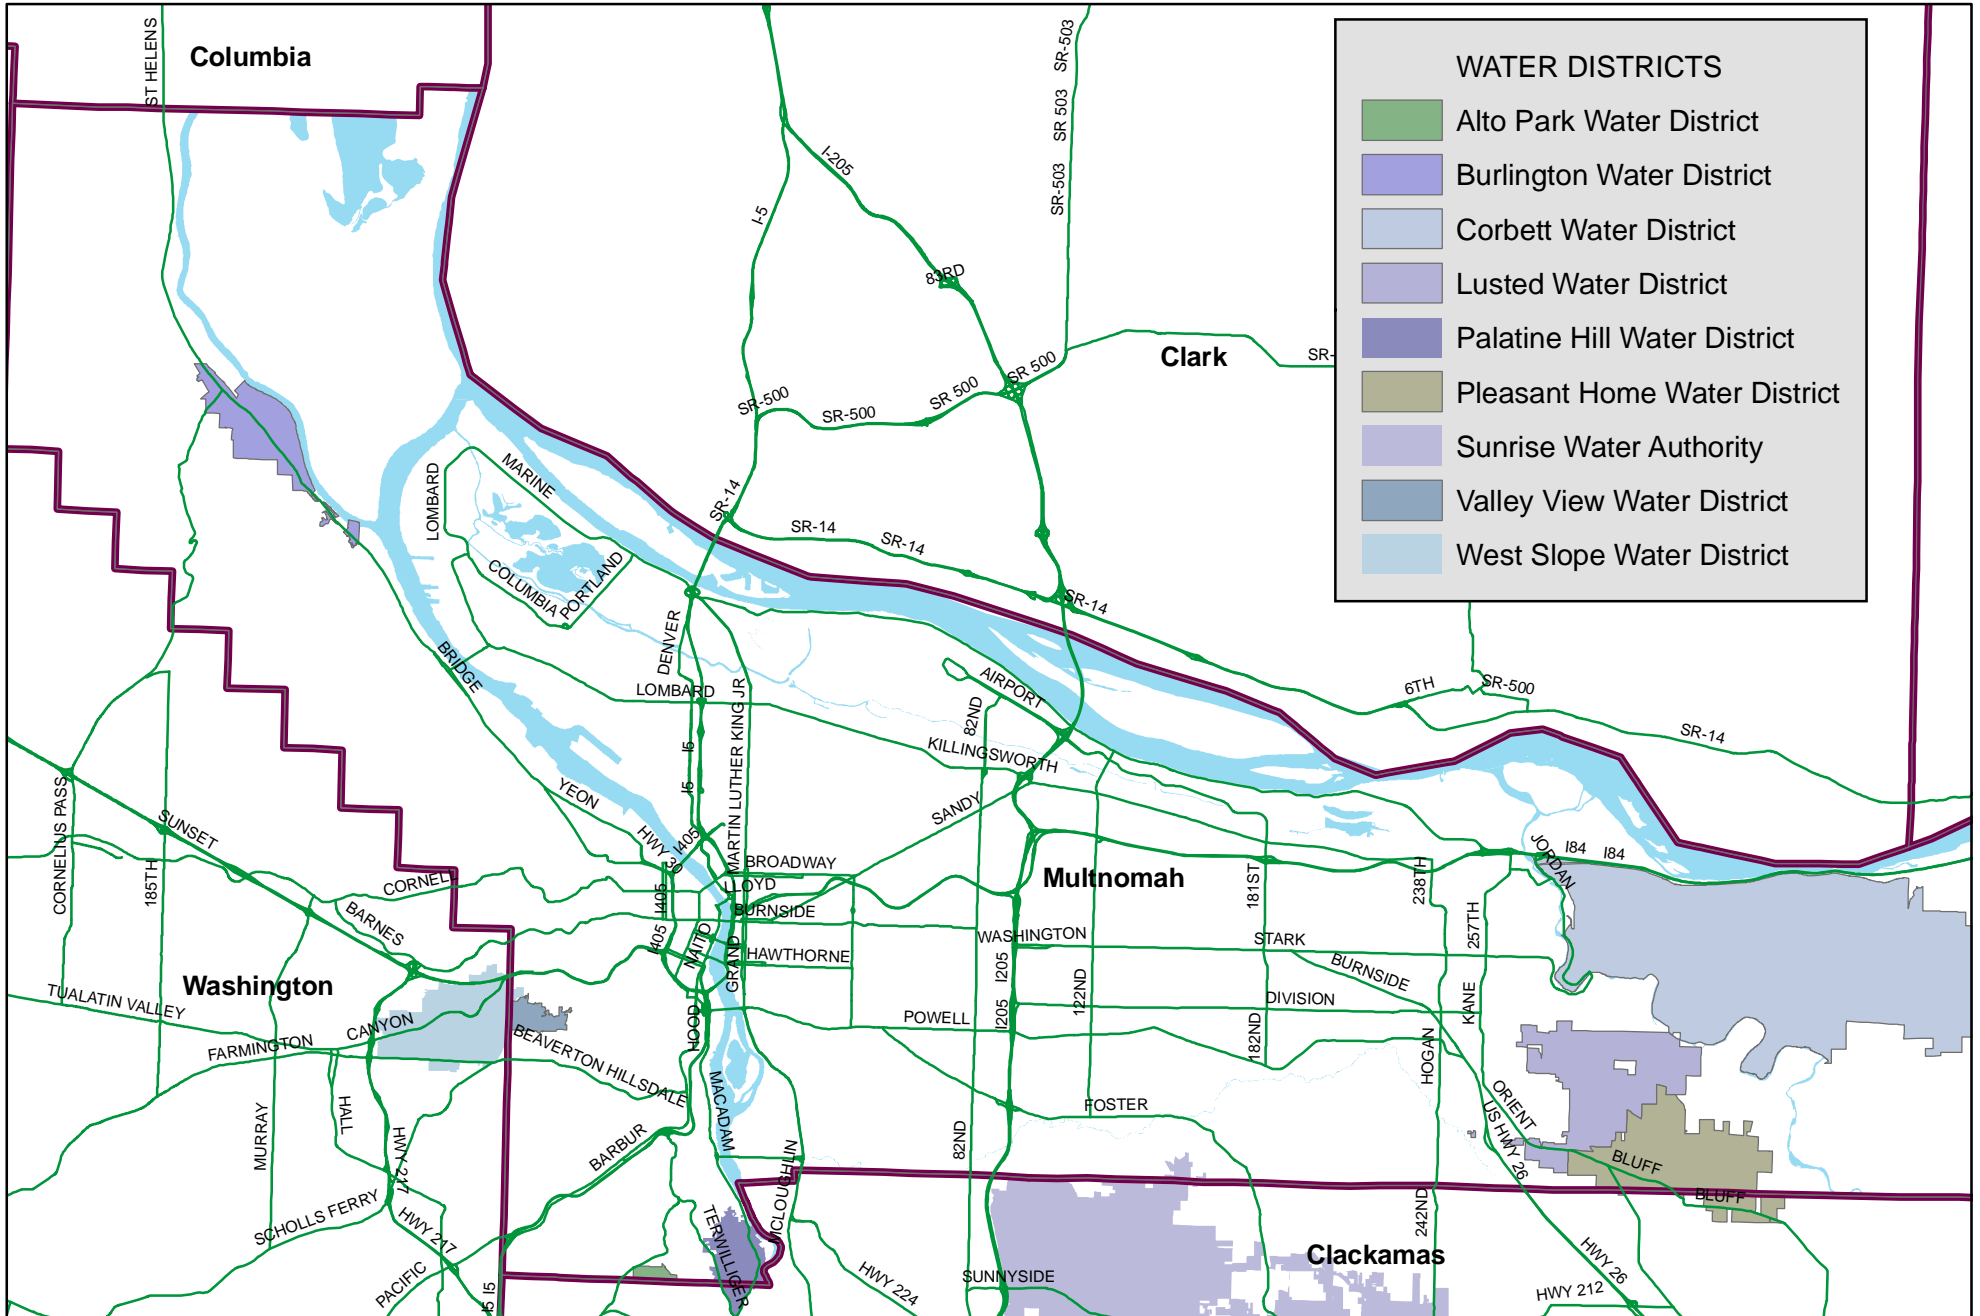 Columbia
ST HELENS
SR-503
SR 503
SR-503
I-205
I-5
83RD
Clark
SR-
SR 500
SR 500
SR-500
SR-500
WATER DISTRICTS
Alto Park Water District
Burlington Water District
Corbett Water District
Lusted Water District
Palatine Hill Water District
Pleasant Home Water District
Sunrise Water Authority
Valley View Water District
West Slope Water District
LOMBARD
MARINE
SR-14
SR-14
SR-14
SR-14
COLUMBIA
PORTLAND
DENVER
BRIDGE
LOMBARD
MARTIN LUTHER KING JR
I5
I5
AIRPORT
82ND
KILLINGSWORTH
6TH
SR-500
SR-14
SANDY
YEON
HWY 30
I405
CORNELIUS PASS
SUNSET
185TH
CORNELL
BARNES
BROADWAY
LLOYD
BURNSIDE
I405
I405
NAITO
GRAND
HAWTHORNE
Multnomah
181ST
238TH
257TH
JORDAN
I84
I84
WASHINGTON
STARK
BURNSIDE
I205
I205
122ND
DIVISION
182ND
KANE
HOGAN
POWELL
Washington
TUALATIN VALLEY
FARMINGTON
CANYON
BEAVERTON HILLSDALE
HOOD
MACADAM
FOSTER
ORIENT
US HWY 26
BLUFF
BLUFF
MURRAY
HALL
HWY 217
BARBUR
82ND
MCLOUGHLIN
TERWILLIGER
SCHOLLS FERRY
HWY 217
PACIFIC
I5
I5
HWY 224
SUNNYSIDE
Clackamas
242ND
HWY 26
HWY 212